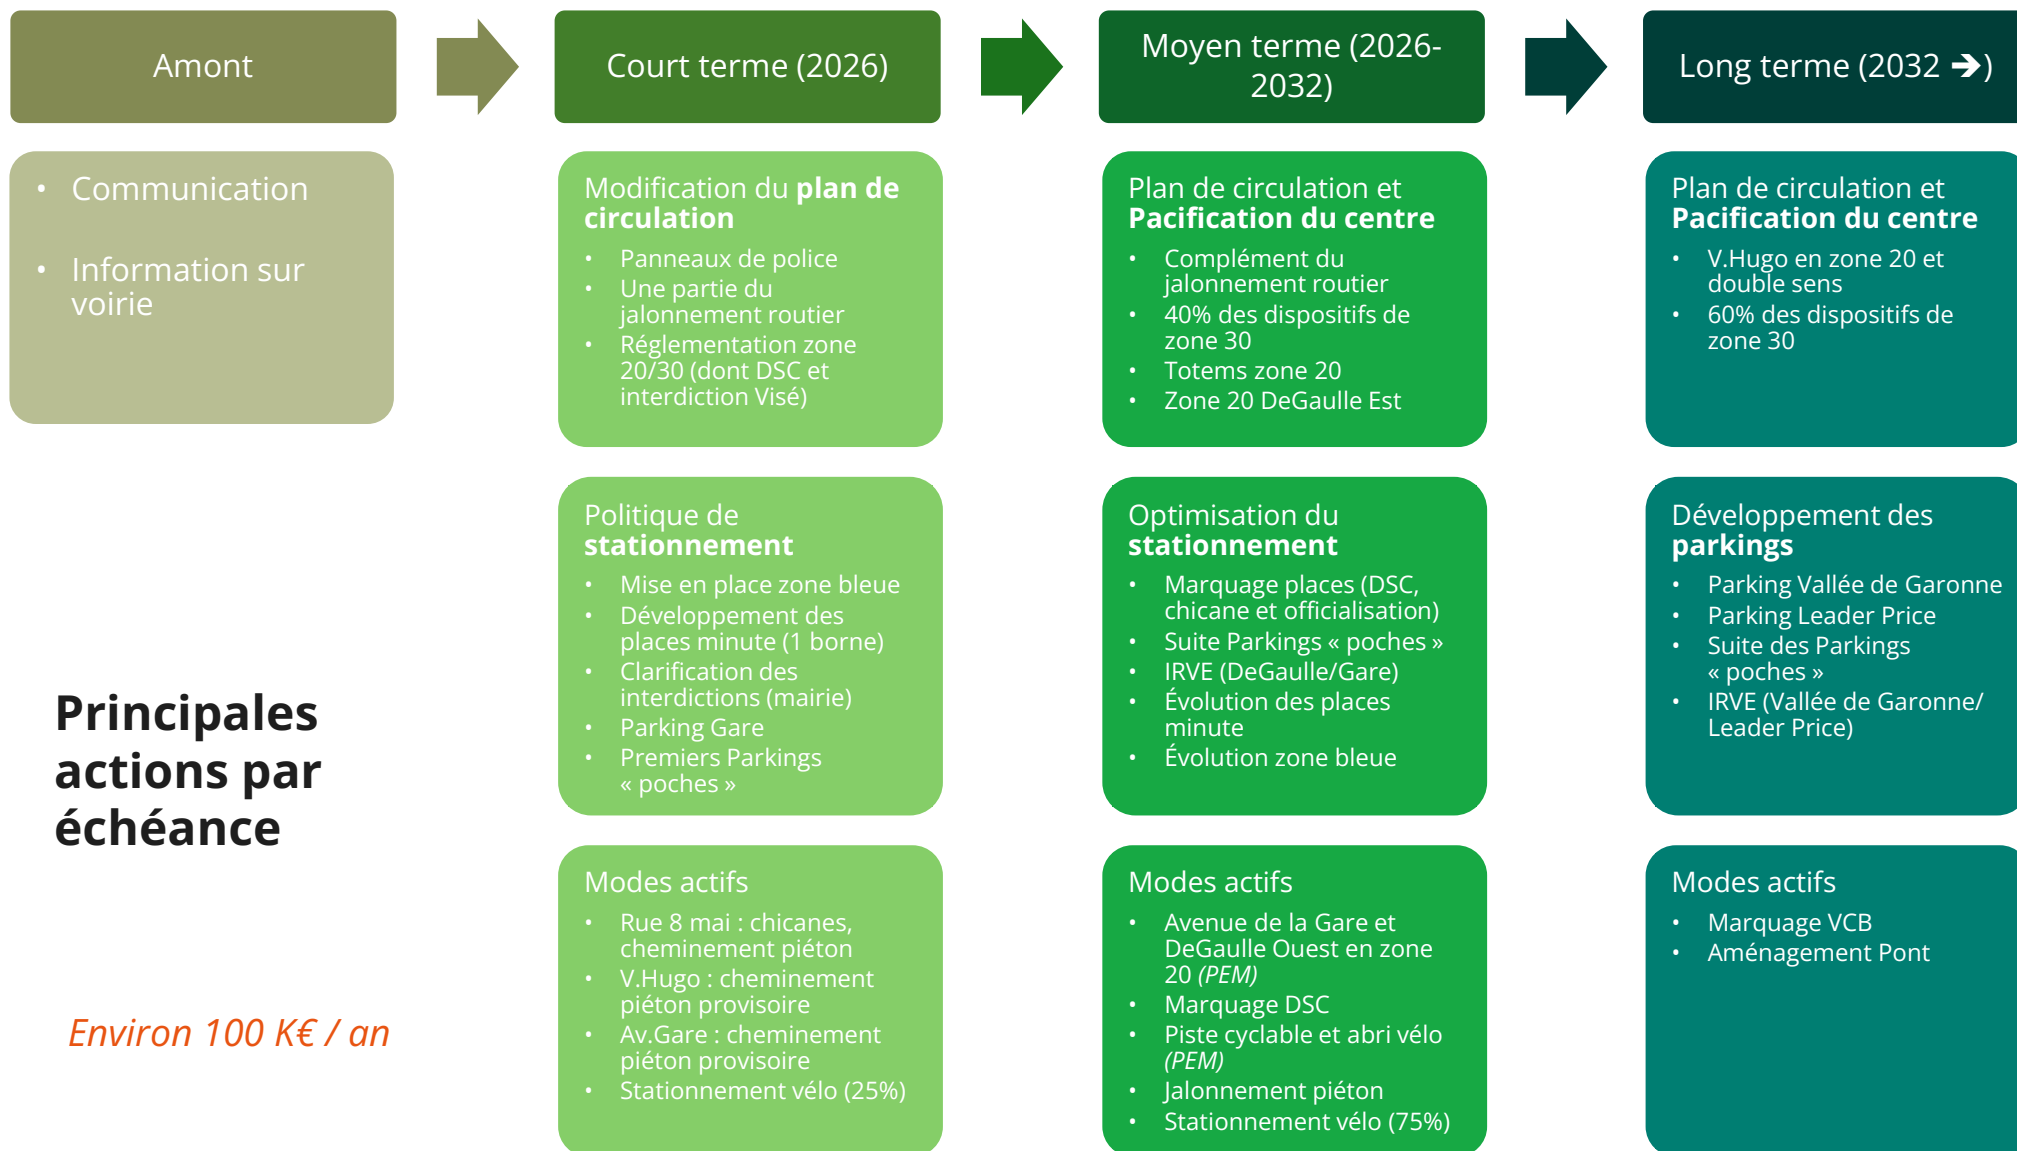 Amont
Court terme (2026)
Moyen terme (2026-
2032)
Long terme (2032 ➔)
• Communication
• Information sur
voirie
Modification du plan de
circulation
• Panneaux de police
• Une partie du
jalonnement routier
• Réglementation zone
20/30 (dont DSC et
interdiction Visé)
Plan de circulation et
Pacification du centre
• Complément du
jalonnement routier
• 40% des dispositifs de
zone 30
• Totems zone 20
• Zone 20 DeGaulle Est
Plan de circulation et
Pacification du centre
• V.Hugo en zone 20 et
double sens
• 60% des dispositifs de
zone 30
Politique de
stationnement
• Mise en place zone bleue
• Développement des
places minute (1 borne)
• Clarification des
interdictions (mairie)
• Parking Gare
• Premiers Parkings
« poches »
Optimisation du
stationnement
• Marquage places (DSC,
chicane et officialisation)
• Suite Parkings « poches »
• IRVE (DeGaulle/Gare)
• Évolution des places
minute
• Évolution zone bleue
Développement des
parkings
• Parking Vallée de Garonne
• Parking Leader Price
• Suite des Parkings
« poches »
• IRVE (Vallée de Garonne/
Leader Price)
Principales
actions par
échéance
Environ 100 K€ / an
Modes actifs
• Rue 8 mai : chicanes,
cheminement piéton
• V.Hugo : cheminement
piéton provisoire
• Av.Gare : cheminement
piéton provisoire
• Stationnement vélo (25%)
Modes actifs
• Avenue de la Gare et
DeGaulle Ouest en zone
20 (PEM)
• Marquage DSC
• Piste cyclable et abri vélo
(PEM)
• Jalonnement piéton
• Stationnement vélo (75%)
Modes actifs
• Marquage VCB
• Aménagement Pont